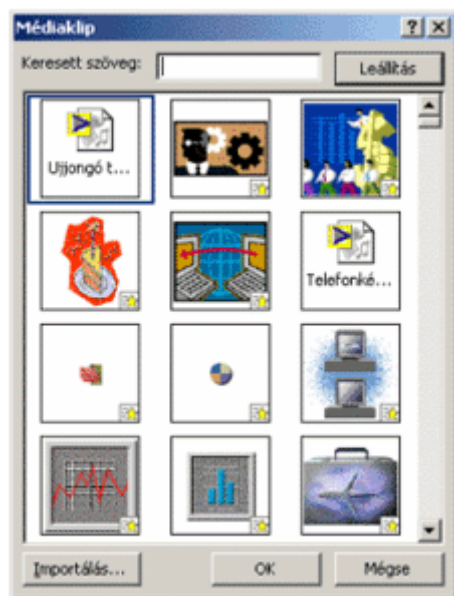 Médiaklip
Keresett szöveg:
Leállítás
Ujjongó t...
Telefonké...
Importálás...
OK
Mégse